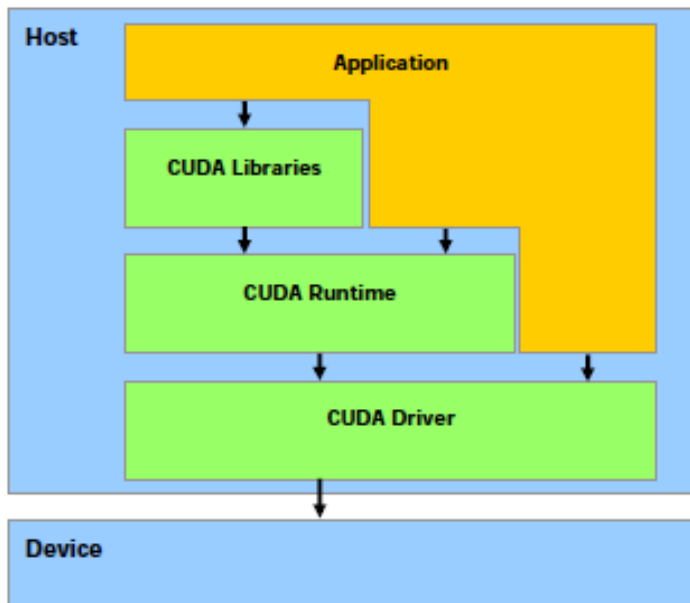 Host
Application
CUDA Libraries
CUDA Runtime
CUDA Driver
Device